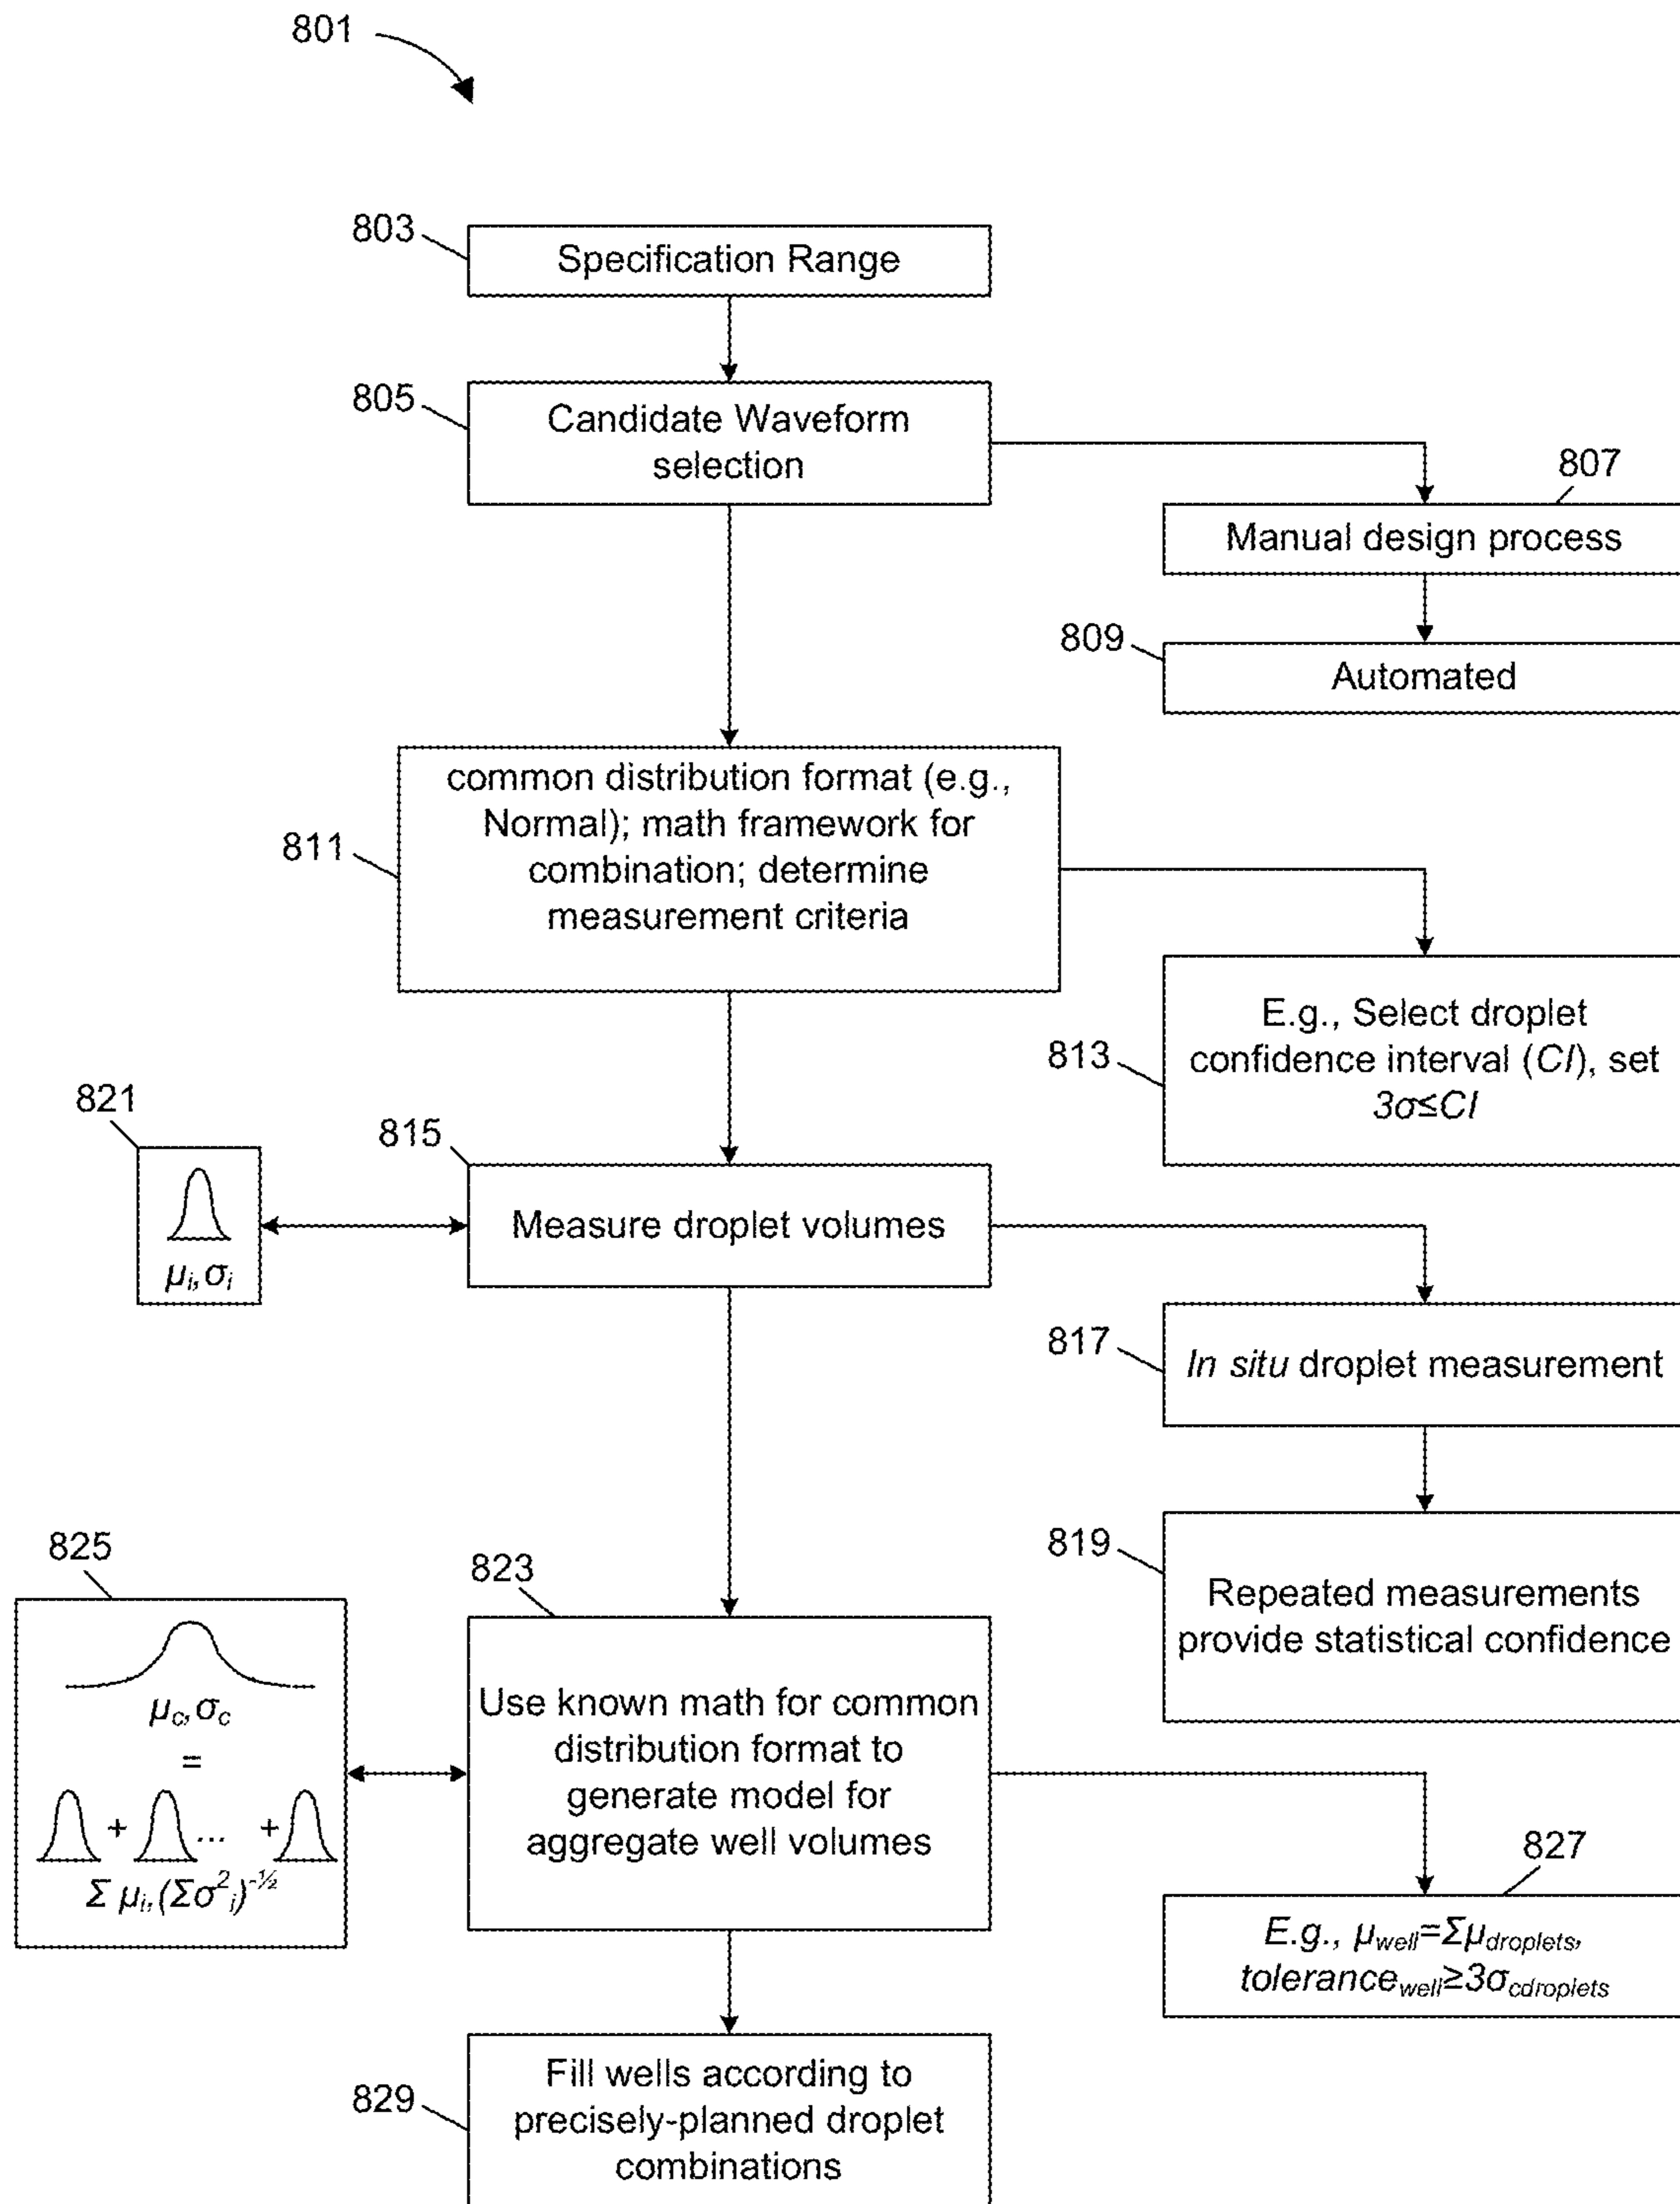 801
803
Specification Range
805
Candidate Waveform
selection
807
Manual design process
809
Automated
811
common distribution format (e.g.,
Normal); math framework for
combination; determine
measurement criteria
813
E.g., Select droplet
confidence interval (CI), set
3σ≤CI
821
μi,σi
815
Measure droplet volumes
817
In situ droplet measurement
819
Repeated measurements
provide statistical confidence
825
μc,σc
=
+ ... +
Σ μi,(Σσ²i)^-½
823
Use known math for common
distribution format to
generate model for
aggregate well volumes
827
E.g., μwell=Σμdroplets,
tolerancewell≥3σcdroplets
829
Fill wells according to
precisely-planned droplet
combinations